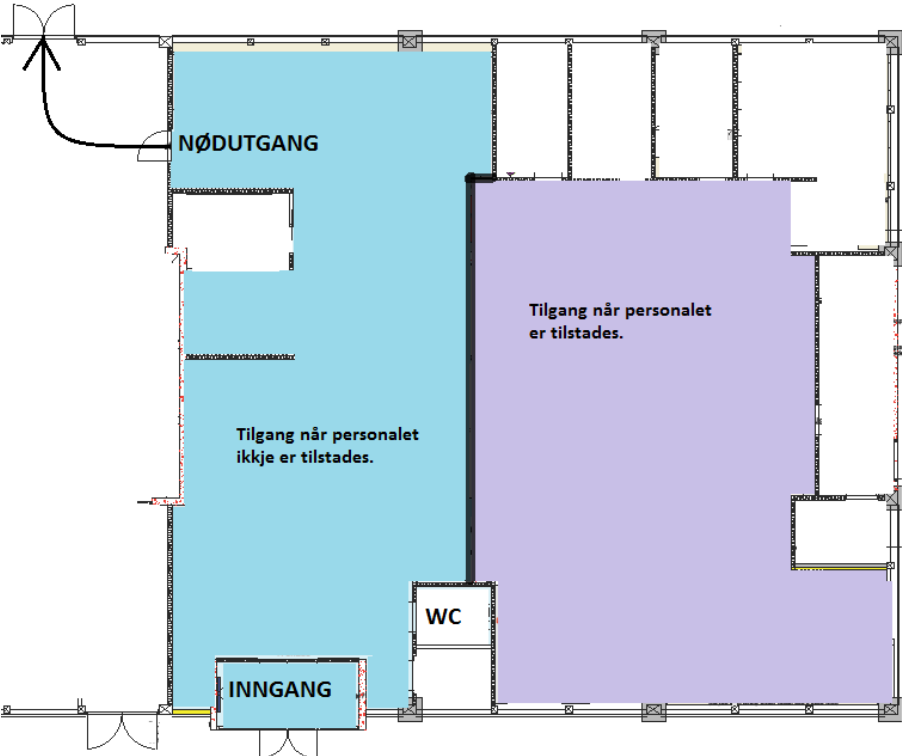 NØDUTGANG
Tilgang når personalet
er tilstades.
Tilgang når personalet
ikkje er tilstades.
WC
INNGANG